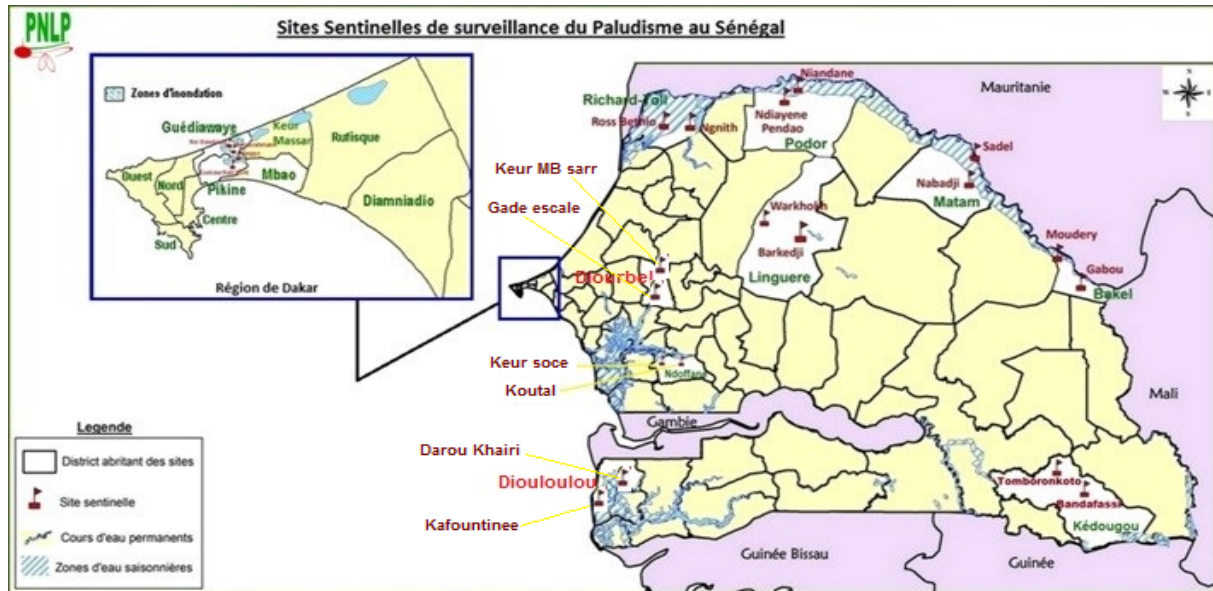 PNLP
Sites Sentinelles de surveillance du Paludisme au Sénégal
Zones d'inondation
Guédiawaye
Keur
Massar
Rufisque
Ouest
Nord
Pikine
Mbao
Centre
Sud
Diamniadio
Région de Dakar
Niandane
Mauritanie
Richard-Toll
Ross Bethio
Ngnith
Ndiayene
Pendao
Podor
Sadel
Keur MB sarr
Nabadji
Matam
Gade escale
Warkhokh
Barkedji
Linguere
Moudery
Gabou
Bakel
Diourbel
Keur soce
Ndoffane
Koutal
Mali
Gambie
Legende
District abritant des sites
Site sentinelle
Cours d'eau permanents
Zones d'eau saisonnières
Darou Khairi
Diouloulou
Kafountinee
Tomboronkoto
Bandafassi
Kédougou
Guinée Bissau
Guinée